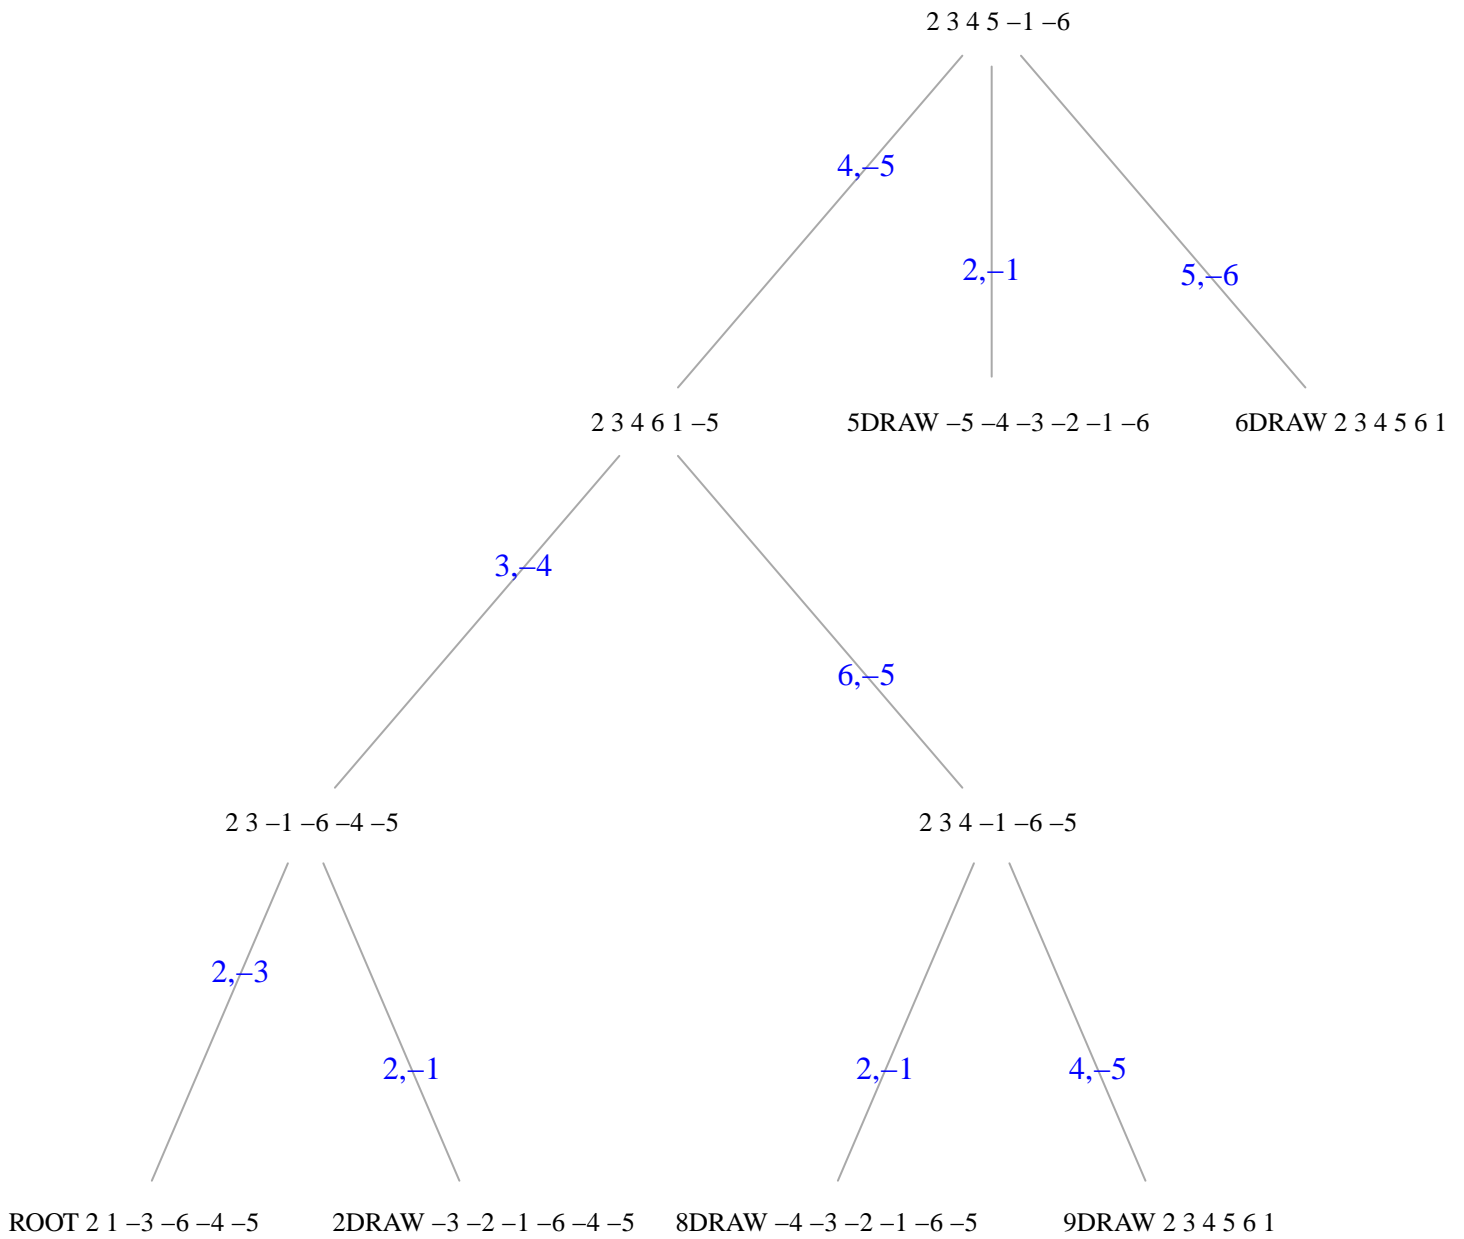 2 3 4 5 –1 –6
4,–5
2,–1
5,–6
2 3 4 6 1 –5
5DRAW –5 –4 –3 –2 –1 –6
6DRAW 2 3 4 5 6 1
3,–4
6,–5
2 3 –1 –6 –4 –5
2 3 4 –1 –6 –5
2,–3
2,–1
2,–1
4,–5
ROOT 2 1 –3 –6 –4 –5
2DRAW –3 –2 –1 –6 –4 –5
8DRAW –4 –3 –2 –1 –6 –5
9DRAW 2 3 4 5 6 1